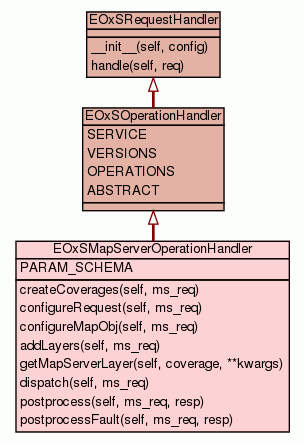 EOxSRequestHandler
__init__(self, config)
handle(self, req)
EOxSOperationHandler
SERVICE
VERSIONS
OPERATIONS
ABSTRACT
EOxSMapServerOperationHandler
PARAM_SCHEMA
createCoverages(self, ms_req)
configureRequest(self, ms_req)
configureMapObj(self, ms_req)
addLayers(self, ms_req)
getMapServerLayer(self, coverage, **kwargs)
dispatch(self, ms_req)
postprocess(self, ms_req, resp)
postprocessFault(self, ms_req, resp)